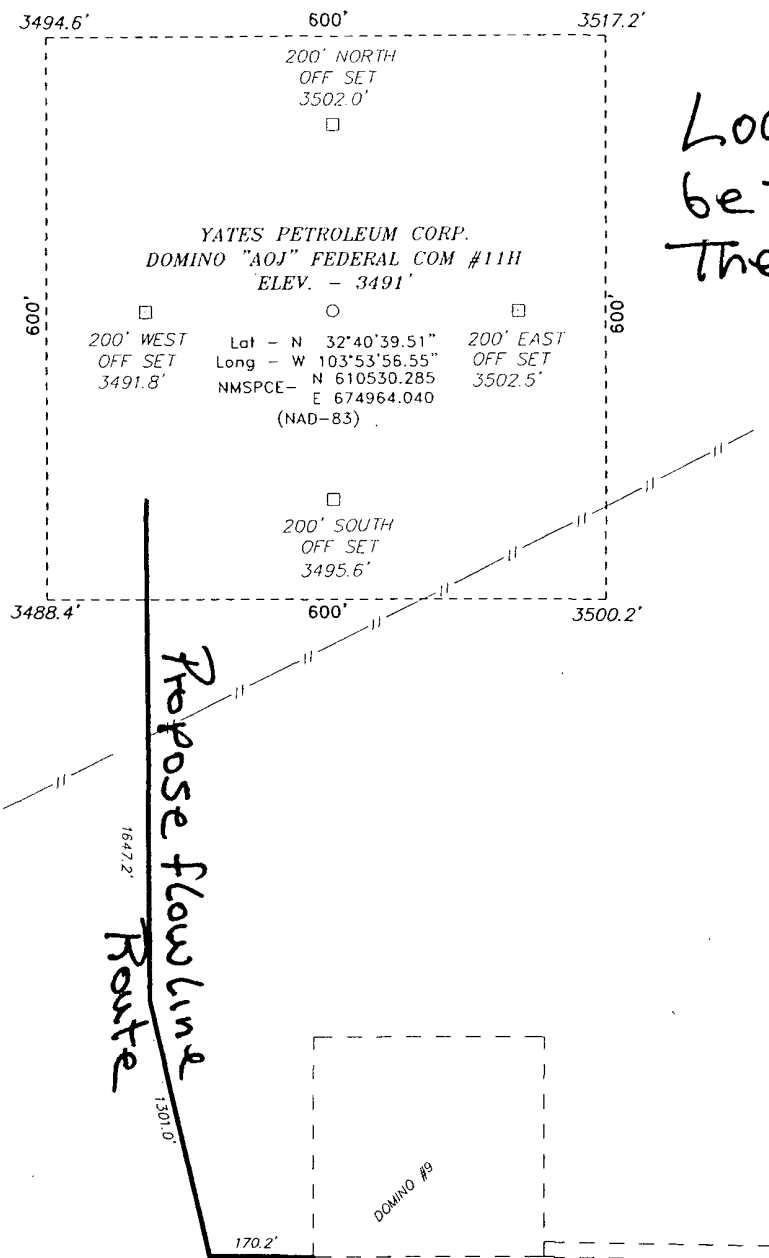 3494.6' 600' 3517.2'
200' NORTH
OFF SET
3502.0'
be
YATES PETROLEUM CORP.
DOMINO "AOJ" FEDERAL COM #11H
ELEV. - 3491'
600'
600'
200' WEST
OFF SET
3491.8'
Lat - N 32°40'39.51"
Long - W 103°53'56.55"
NMSPCE- N 610530.285
E 674964.040
(NAD-83)
200' EAST
OFF SET
3502.5'
200' SOUTH
OFF SET
3495.6'
3488.4' 600' 3500.2'
Propose flowline
Route
1647.2'
1301.0'
DOMINO #9
170.2'